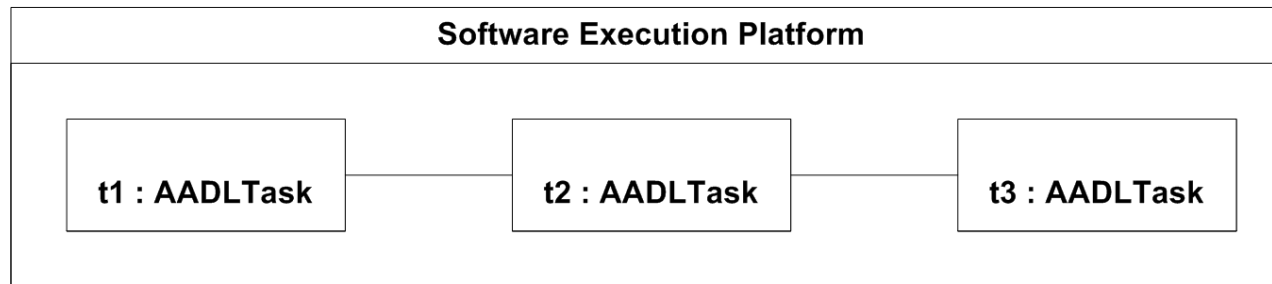 Software Execution Platform
t1 : AADLTask
t2 : AADLTask
t3 : AADLTask